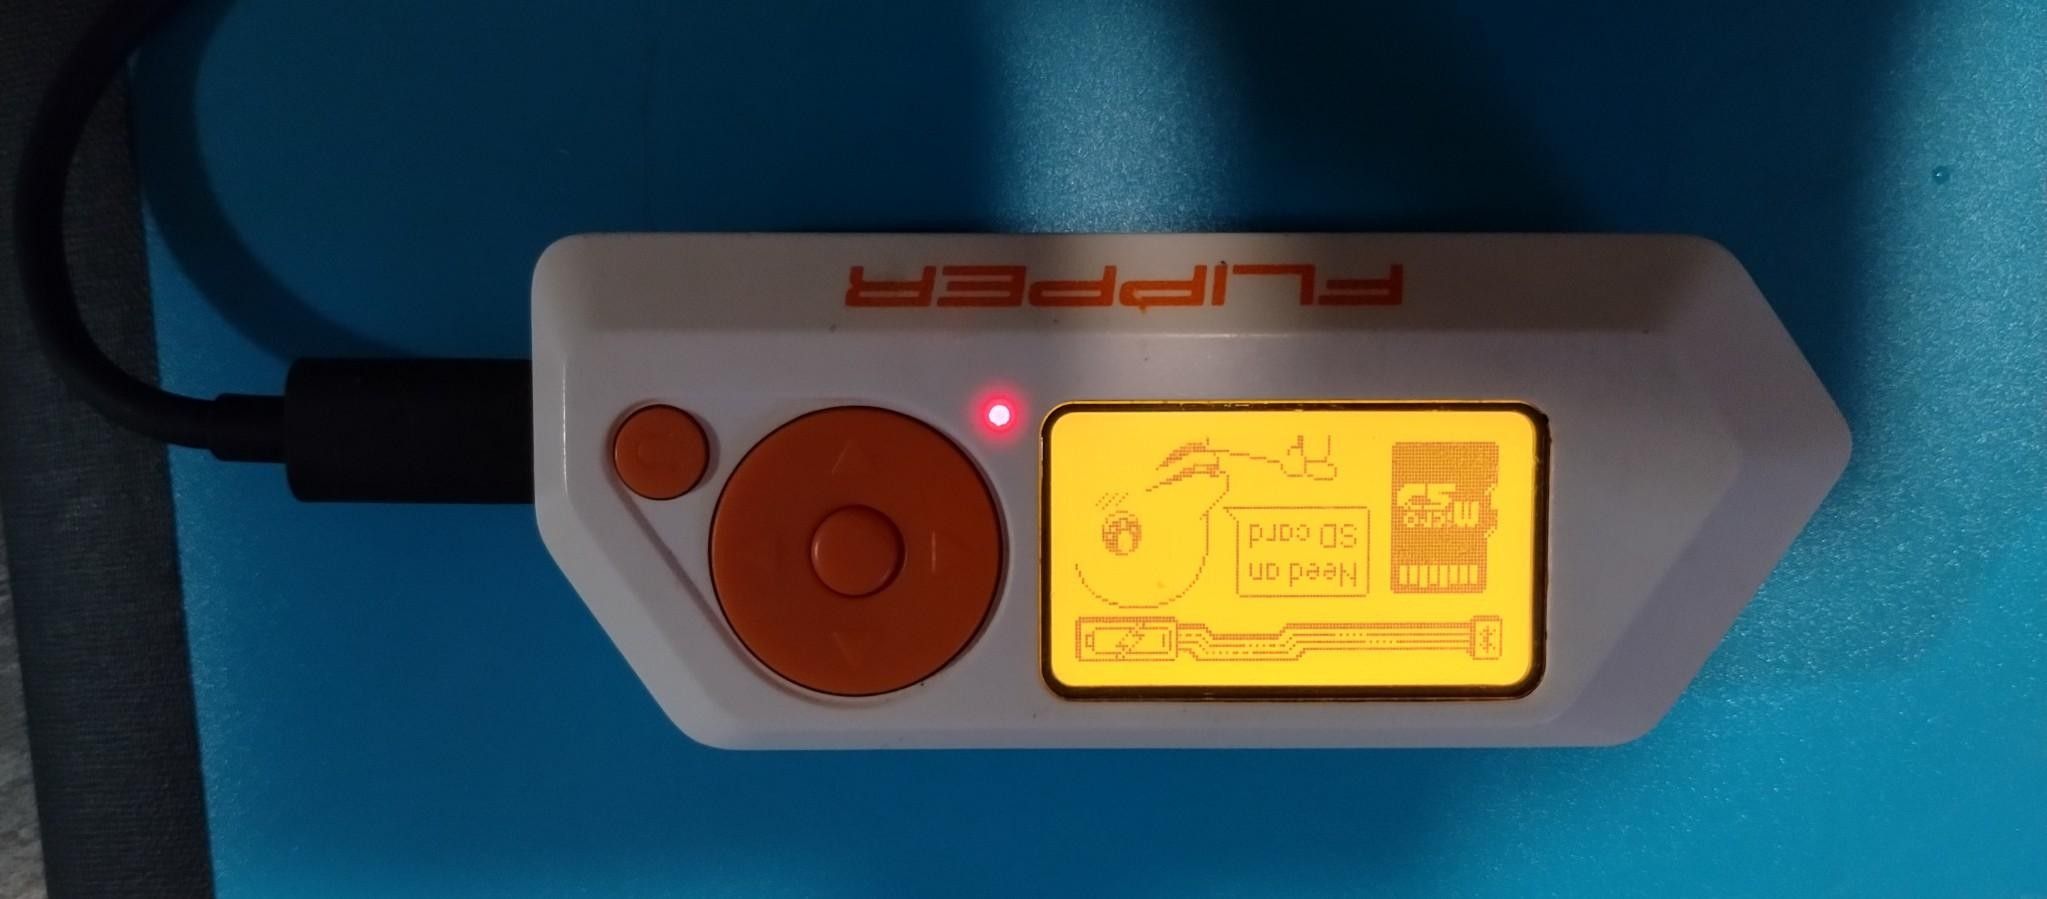 FLIPPER
Need an
SD card
micro
SD